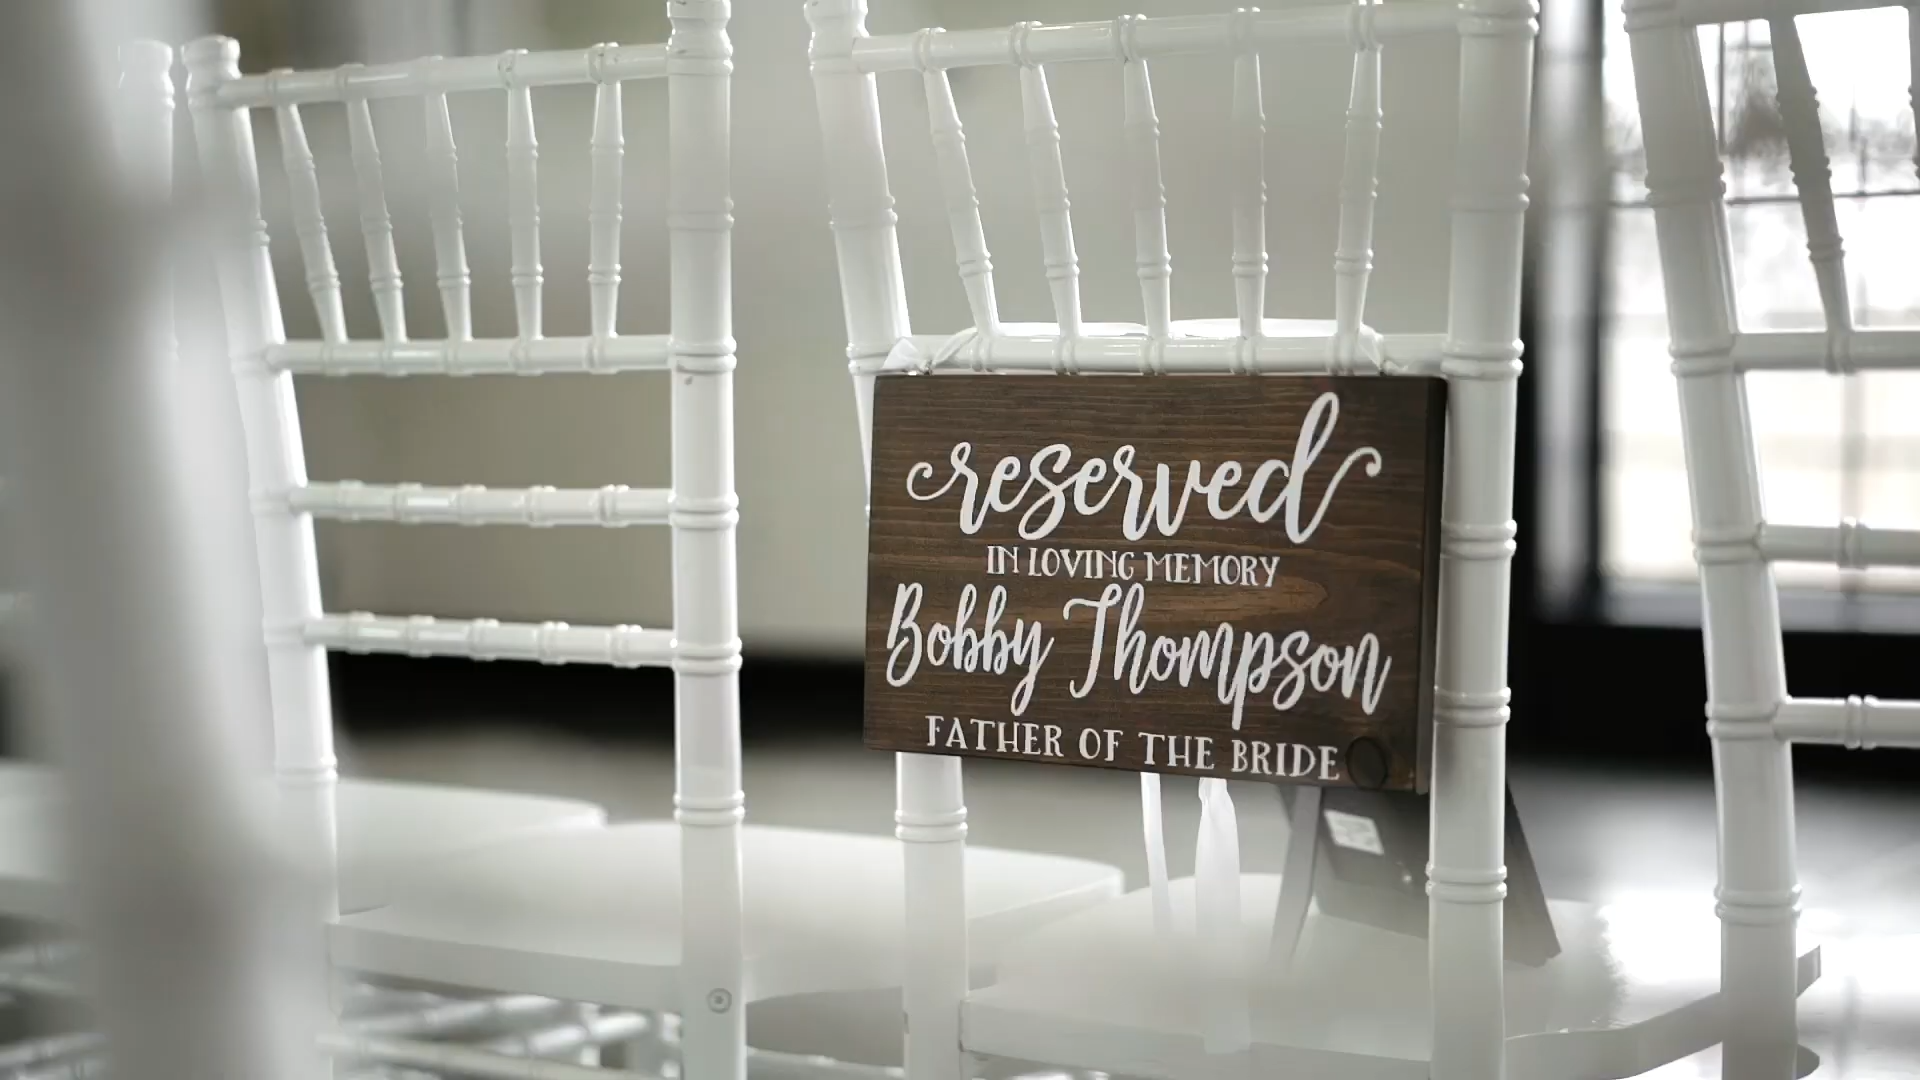 reserved
IN LOVING MEMORY
Bobby Thompson
FATHER OF THE BRIDE